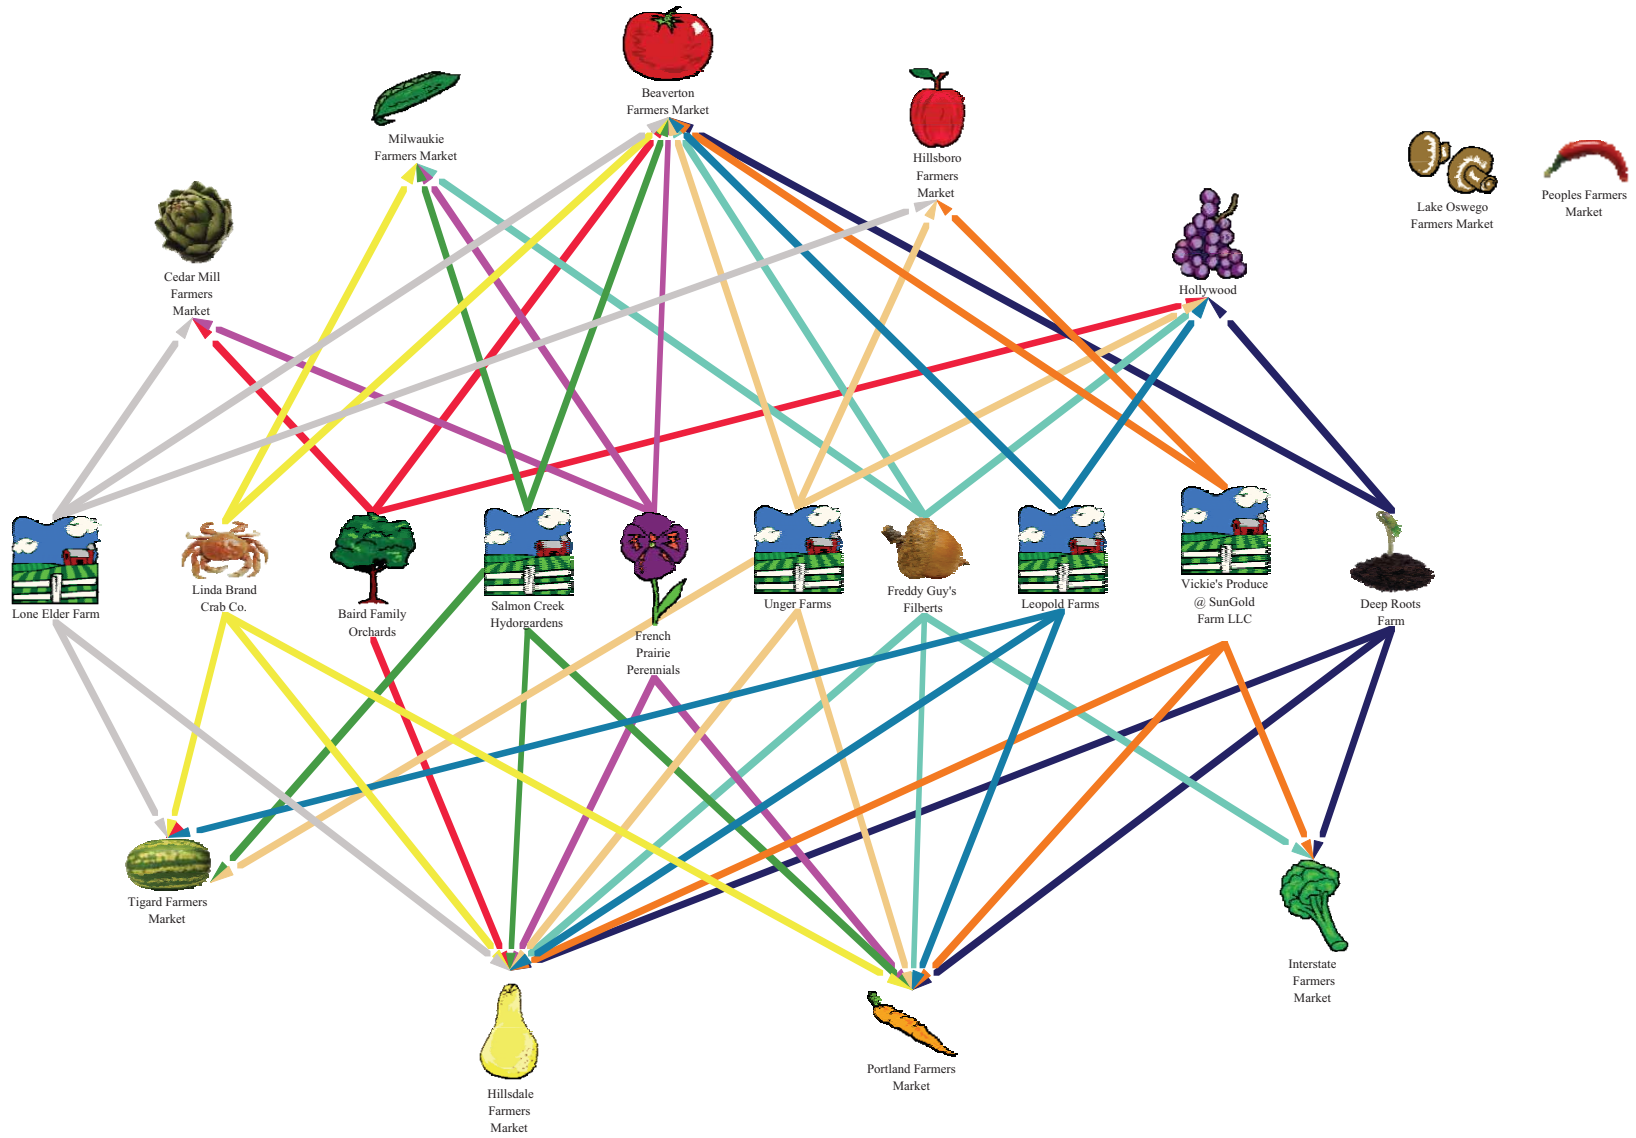 Beaverton
Farmers Market
Milwaukie
Farmers Market
Hillsboro
Farmers
Market
Lake Oswego
Farmers Market
Peoples Farmers
Market
Cedar Mill
Farmers
Market
Hollywood
Lone Elder Farm
Linda Brand
Crab Co.
Baird Family
Orchards
Salmon Creek
Hydorgardens
French
Prairie
Perennials
Unger Farms
Freddy Guy's
Filberts
Leopold Farms
Vickie's Produce
@ SunGold
Farm LLC
Deep Roots
Farm
Tigard Farmers
Market
Hillsdale
Farmers
Market
Portland Farmers
Market
Interstate
Farmers
Market